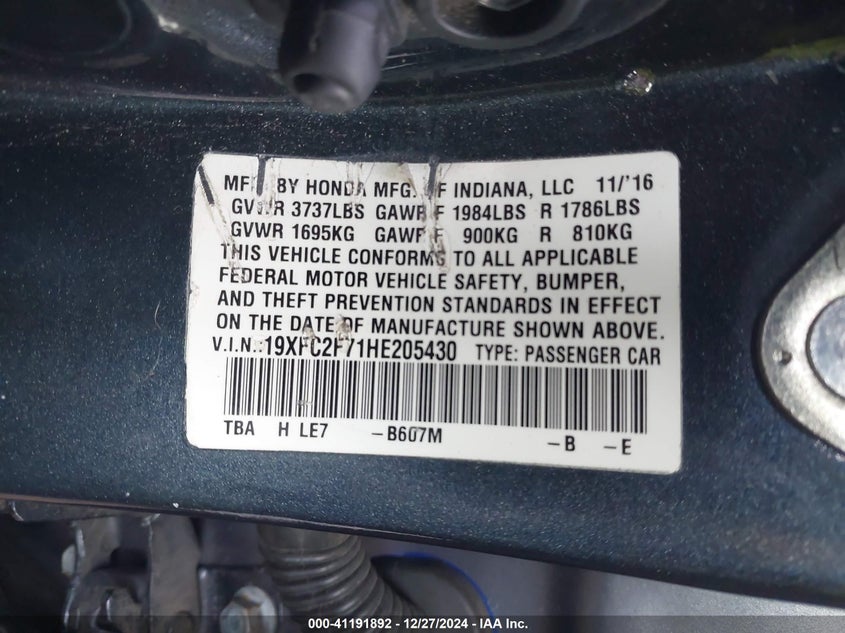 MFD BY HONDA MFG. OF INDIANA, LLC 11/'16
GVWR 3737LBS GAWR F 1984LBS R 1786LBS
GVWR 1695KG GAWR F 900KG R 810KG
THIS VEHICLE CONFORMS TO ALL APPLICABLE
FEDERAL MOTOR VEHICLE SAFETY, BUMPER,
AND THEFT PREVENTION STANDARDS IN EFFECT
ON THE DATE OF MANUFACTURE SHOWN ABOVE.
V.I.N.:19XFC2F71HE205430 TYPE: PASSENGER CAR
TBA H LE7 -B607M -B -E
000-41191892 - 12/27/2024 - IAA Inc.